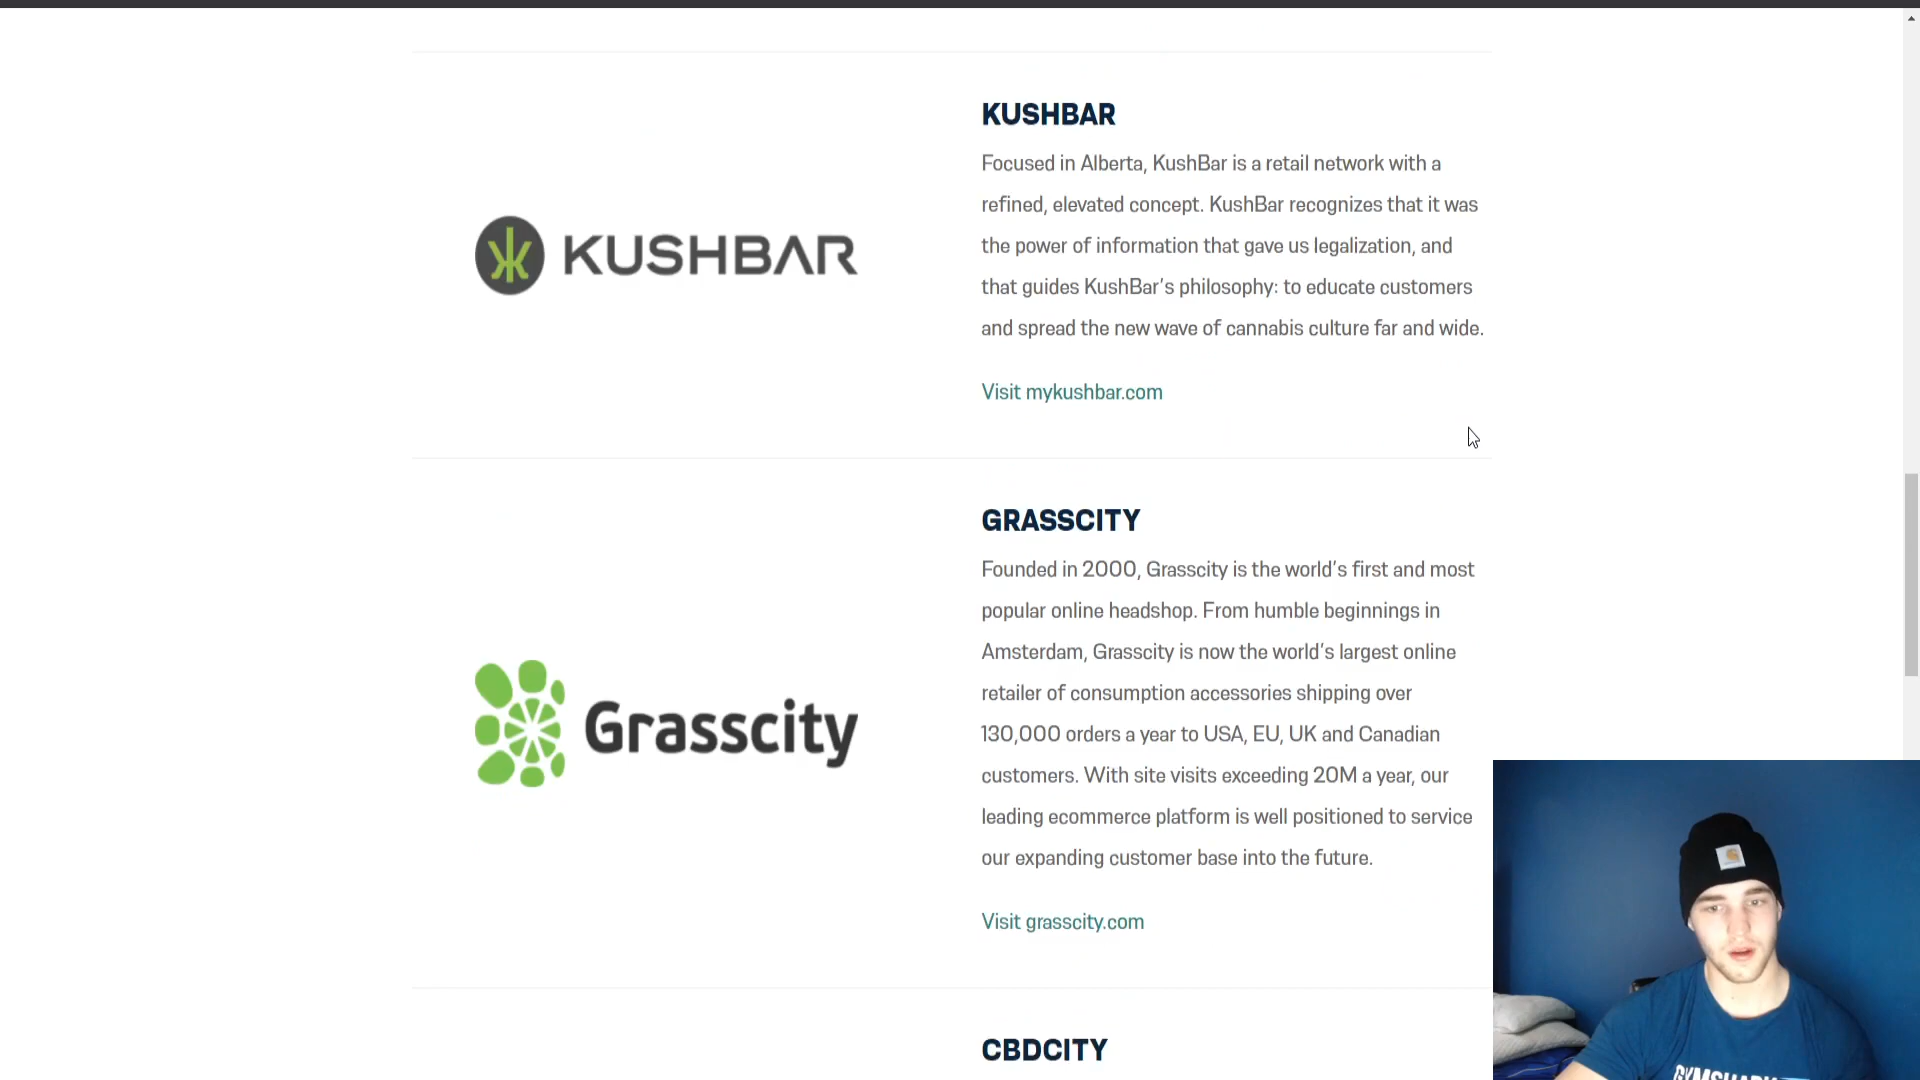 KUSHBAR
Focused in Alberta, KushBar is a retail network with a
refined, elevated concept. KushBar recognizes that it was
the power of information that gave us legalization, and
that guides KushBar's philosophy: to educate customers
and spread the new wave of cannabis culture far and wide.
Visit mykushbar.com
KUSHBAR
GRASSCITY
Founded in 2000, Grasscity is the world's first and most
popular online headshop. From humble beginnings in
Amsterdam, Grasscity is now the world's largest online
retailer of consumption accessories shipping over
130,000 orders a year to USA, EU, UK and Canadian
customers. With site visits exceeding 20M a year, our
leading ecommerce platform is well positioned to service
our expanding customer base into the future.
Visit grasscity.com
Grasscity
CBDCITY